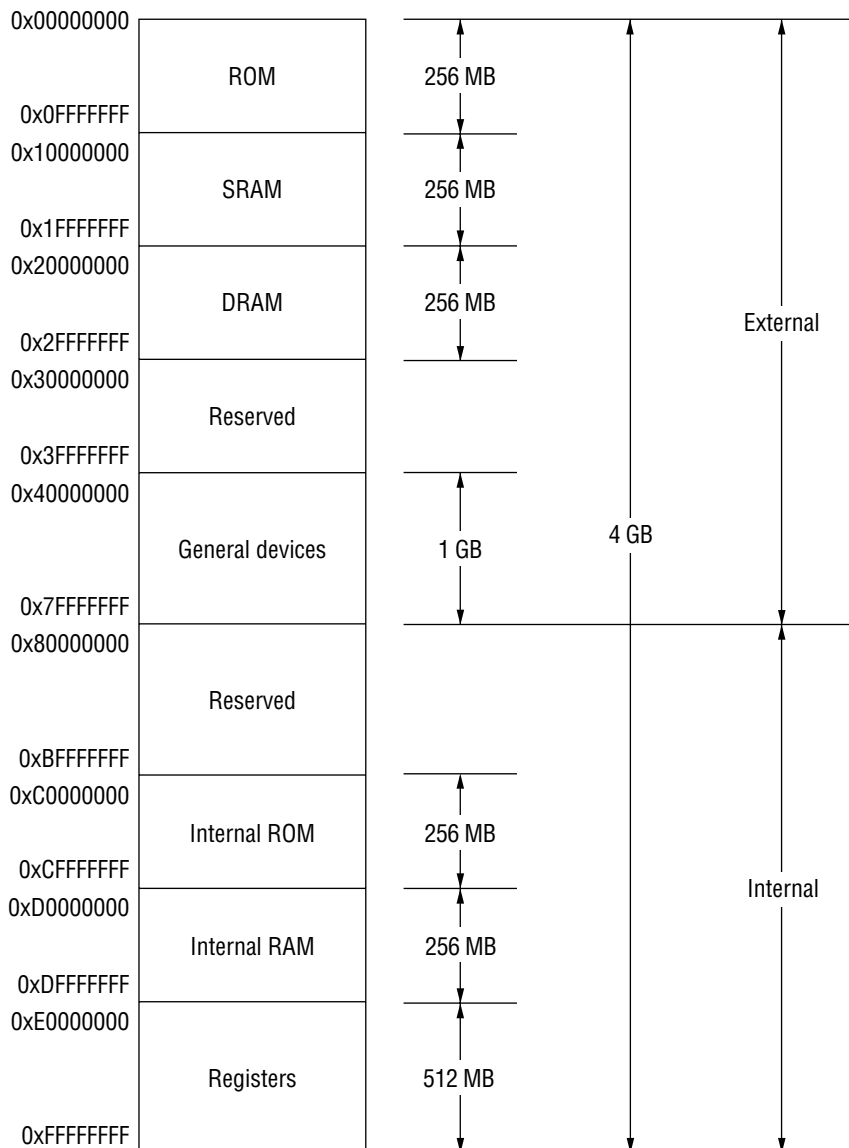 0x00000000
ROM
256 MB
0x0FFFFFFF
0x10000000
SRAM
256 MB
0x1FFFFFFF
0x20000000
DRAM
256 MB
External
0x2FFFFFFF
0x30000000
Reserved
0x3FFFFFFF
0x40000000
General devices
1 GB
4 GB
0x7FFFFFFF
0x80000000
Reserved
0xBFFFFFFF
0xC0000000
Internal ROM
256 MB
0xCFFFFFFF
Internal
0xD0000000
Internal RAM
256 MB
0xDFFFFFFF
0xE0000000
Registers
512 MB
0xFFFFFFFF